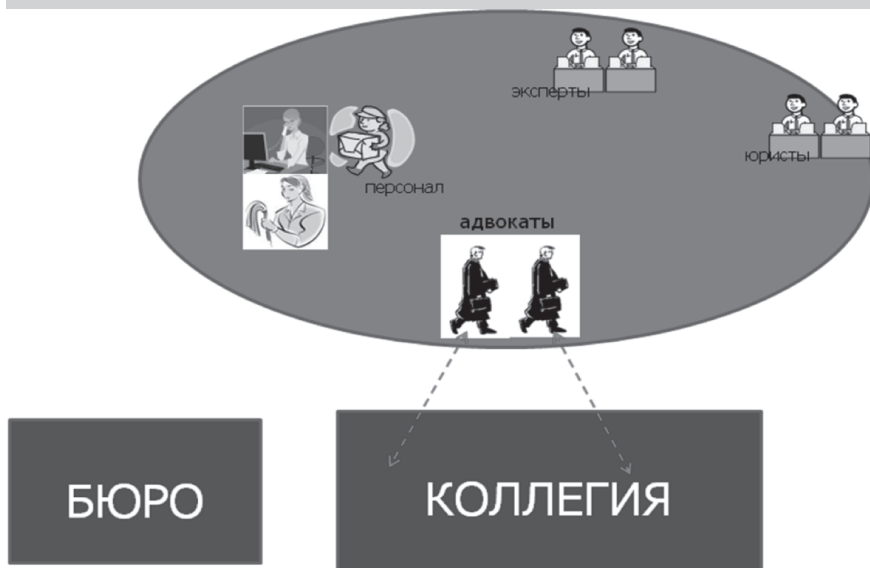 эксперты
юристы
персонал
адвокаты
БЮРО
КОЛЛЕГИЯ